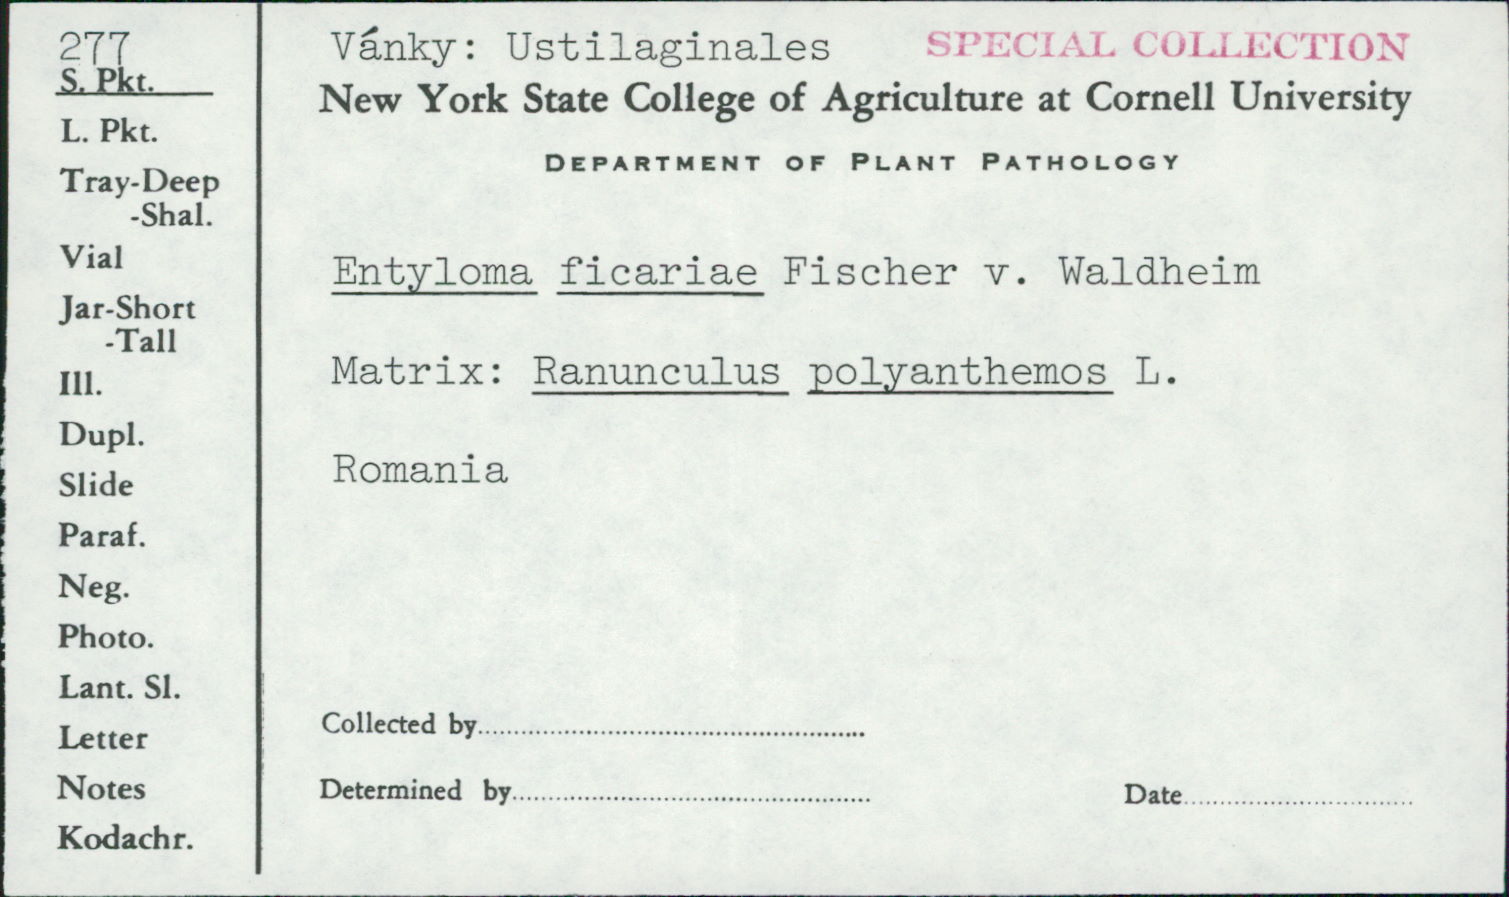 277
S. Pkt.
L. Pkt.
Tray-Deep
-Shal.
Vial
Jar-Short
-Tall
Ill.
Dupl.
Slide
Paraf.
Neg.
Photo.
Lant. Sl.
Letter
Notes
Kodachr.
Vánky: Ustilaginales SPECIAL COLLECTION
New York State College of Agriculture at Cornell University
DEPARTMENT OF PLANT PATHOLOGY
Entyloma ficariae Fischer v. Waldheim
Matrix: Ranunculus polyanthemos L.
Romania
Collected by
Determined by Date